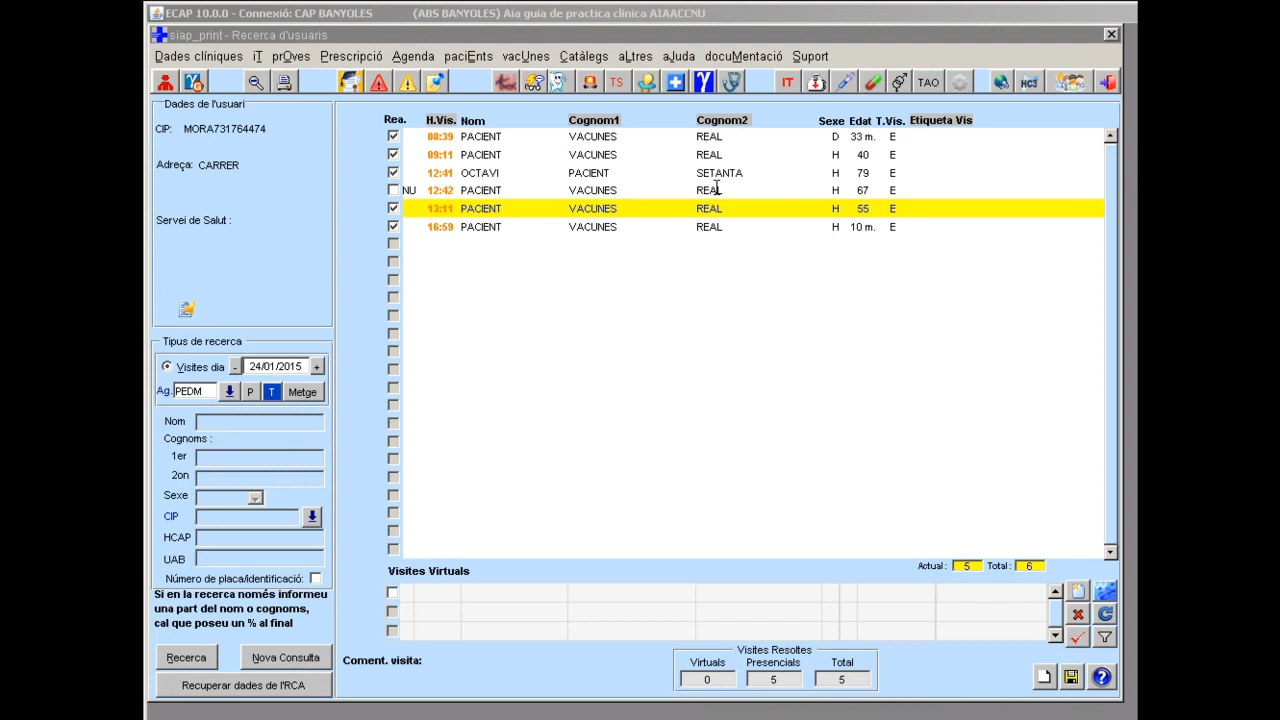 ECAP 10.0.0 - Connexió: CAP BANYOLES (ABS BANYOLES) Aia guia de practica clinica AIAACCNU
siap_print - Recerca d'usuaris
Dades clíniques iT prOves Prescripció Agenda paciEnts vacUnes Catàlegs aLtres aJuda docuMentació Suport
TS IT TAO HC3
Dades de l'usuari
CIP: MORA731764474
Adreça: CARRER
Servei de Salut :
Rea. H.Vis. Nom Cognom1 Cognom2 Sexe Edat T.Vis. Etiqueta Vis
08:39 PACIENT VACUNES REAL D 33 m. E
09:11 PACIENT VACUNES REAL H 40 E
12:41 OCTAVI PACIENT SETANTA H 79 E
NU 12:42 PACIENT VACUNES REAL H 67 E
13:11 PACIENT VACUNES REAL H 55 E
16:59 PACIENT VACUNES REAL H 10 m. E
Tipus de recerca
Visites dia - 24/01/2015 +
Ag. PEDM P T Metge
Nom
Cognoms :
1er
2on
Sexe
CIP
HCAP
UAB
Número de placa/identificació:
Si en la recerca només informeu
una part del nom o cognoms,
cal que poseu un % al final
Recerca Nova Consulta
Recuperar dades de l'RCA
Actual : 5 Total : 6
Visites Virtuals
Coment. visita:
Visites Resoltes
Virtuals Presencials Total
0 5 5